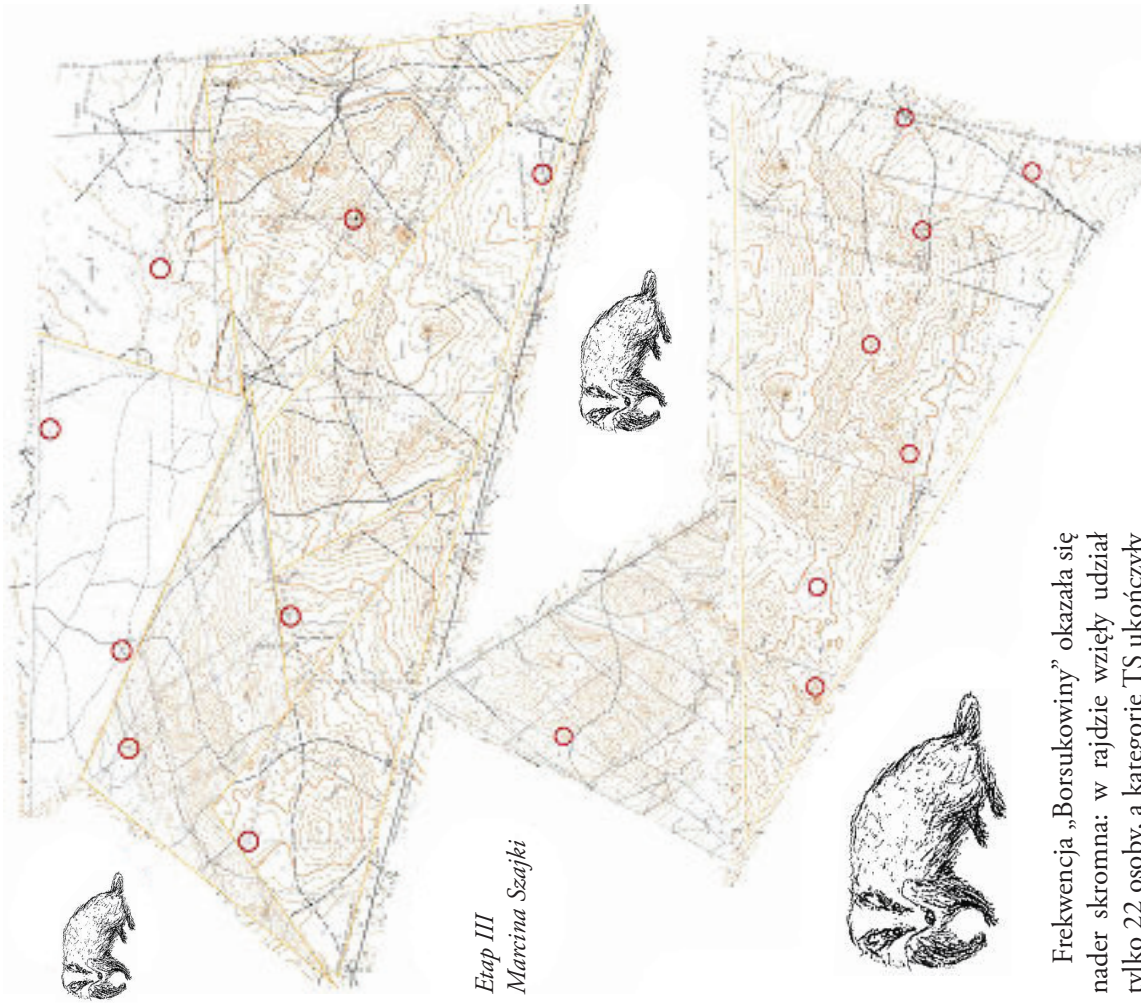 Etap III
Marcina Szajki
Frekwencja „Borsukowiny” okazała się
nader skromna: w rajdzie wzięły udział
tylko 22 osoby, a kategorię TS ukończyły